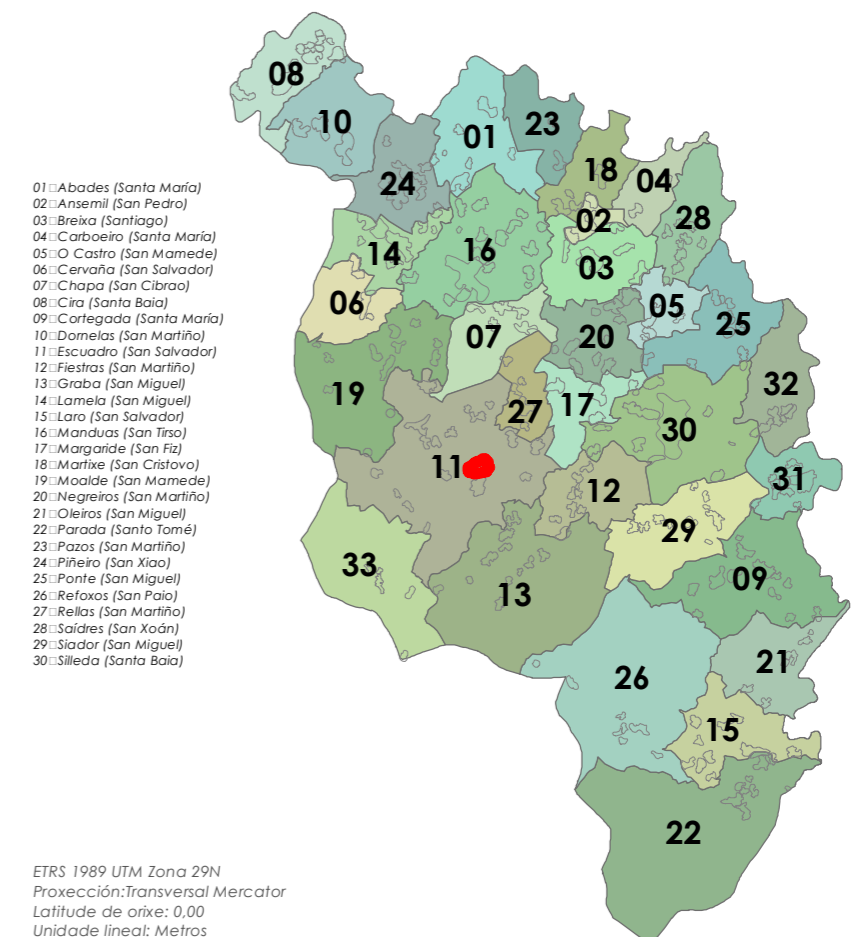 08
10
01
23
18
04
24
02
28
14
16
03
06
05
07
20
25
19
27
17
32
30
11
12
31
29
33
13
09
26
21
15
22
01□Abades (Santa María)
02□Ansemil (San Pedro)
03□Breixa (Santiago)
04□Carboeiro (Santa María)
05□O Castro (San Mamede)
06□Cervaña (San Salvador)
07□Chapa (San Cibrao)
08□Cira (Santa Baia)
09□Cortegada (Santa María)
10□Dornelas (San Martiño)
11□Escuadro (San Salvador)
12□Fiestras (San Martiño)
13□Graba (San Miguel)
14□Lamela (San Miguel)
15□Laro (San Salvador)
16□Manduas (San Tirso)
17□Margaride (San Fiz)
18□Martixe (San Cristovo)
19□Moalde (San Mamede)
20□Negreiros (San Martiño)
21□Oleiros (San Miguel)
22□Parada (Santo Tomé)
23□Pazos (San Martiño)
24□Piñeiro (San Xiao)
25□Ponte (San Miguel)
26□Refoxos (San Paio)
27□Rellas (San Martiño)
28□Saídres (San Xoán)
29□Siador (San Miguel)
30□Silleda (Santa Baia)
ETRS 1989 UTM Zona 29N
Proxección:Transversal Mercator
Latitude de orixe: 0,00
Unidade lineal: Metros